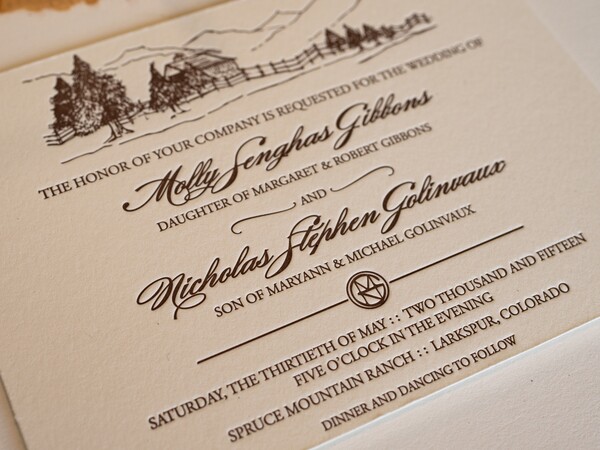 THE HONOR OF YOUR COMPANY IS REQUESTED FOR THE WEDDING OF
Molly Senghas Gibbons
DAUGHTER OF MARGARET & ROBERT GIBBONS
AND
Nicholas Stephen Golinvaux
SON OF MARYANN & MICHAEL GOLINVAUX
SATURDAY, THE THIRTIETH OF MAY :: TWO THOUSAND AND FIFTEEN
FIVE O'CLOCK IN THE EVENING
SPRUCE MOUNTAIN RANCH :: LARKSPUR, COLORADO
DINNER AND DANCING TO FOLLOW